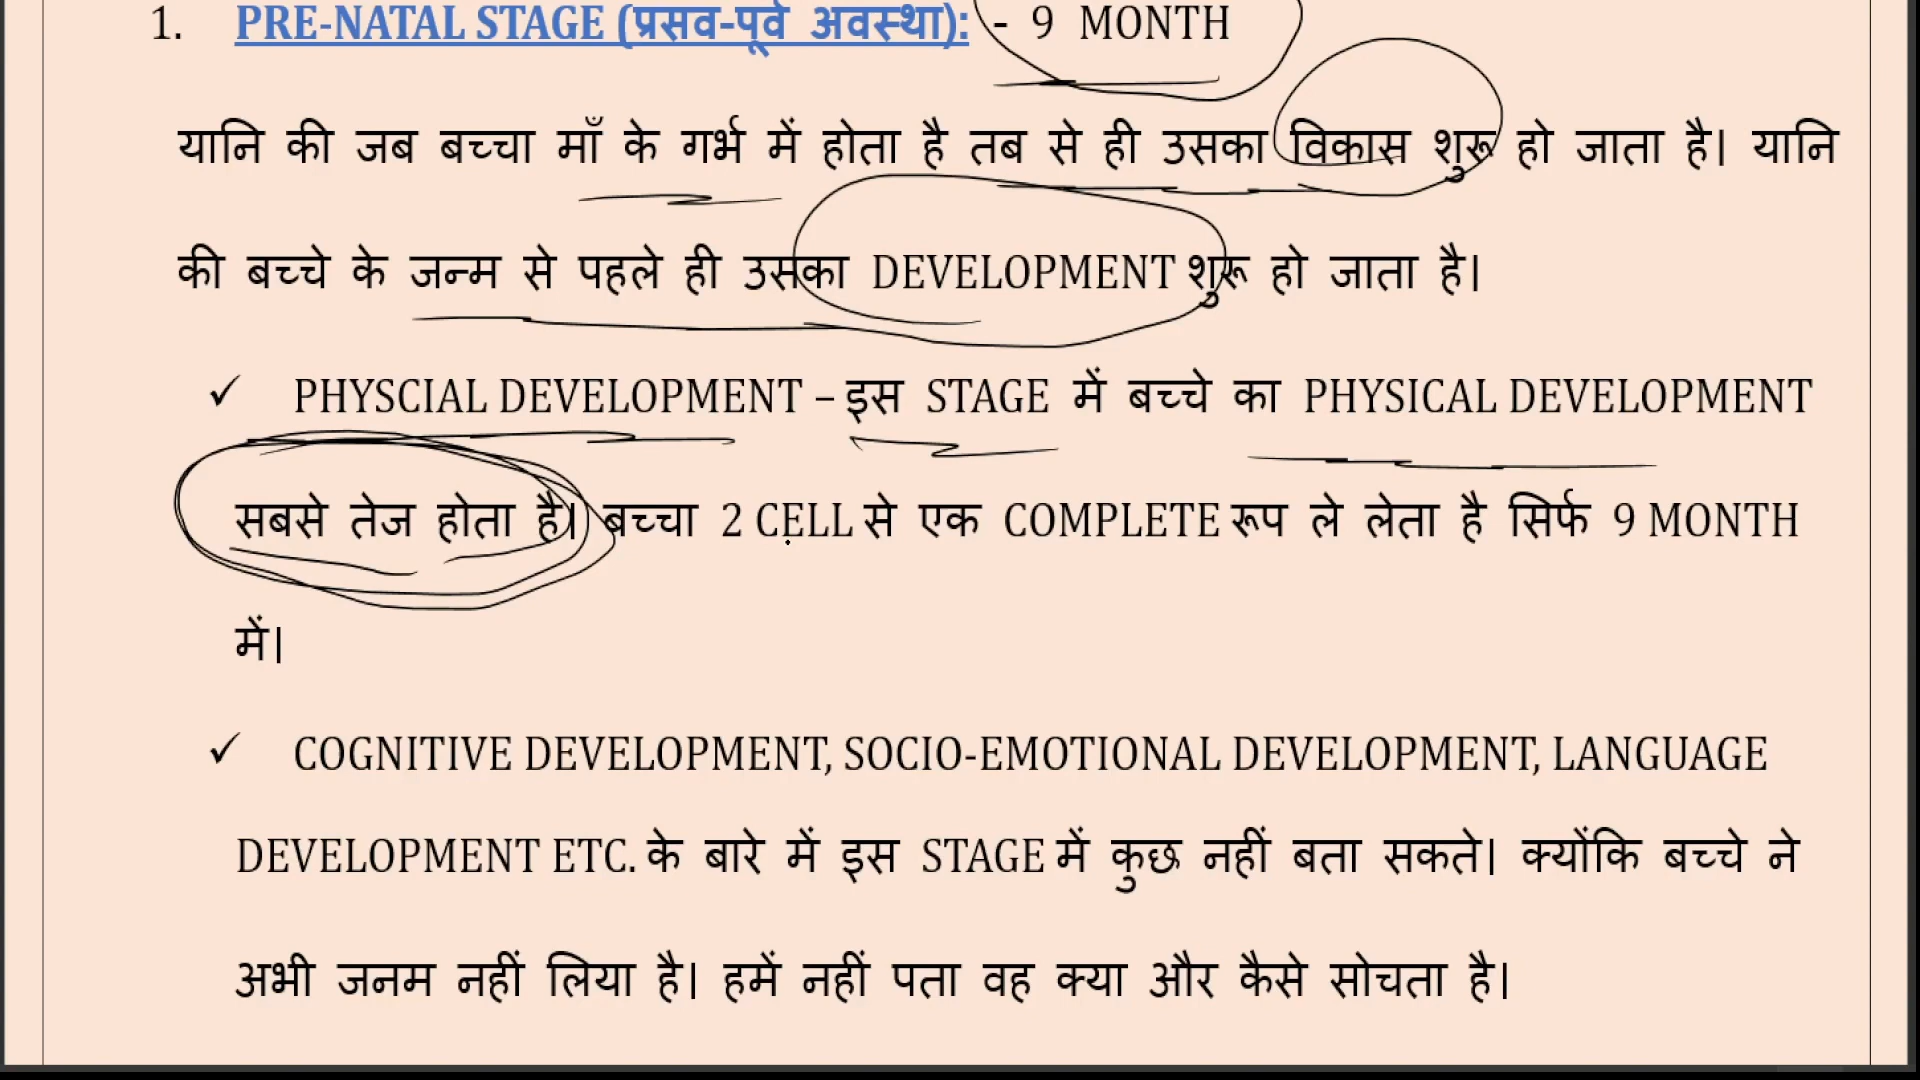 1. PRE-NATAL STAGE (प्रसव-पूर्व अवस्था): - 9 MONTH
यानि की जब बच्चा माँ के गर्भ में होता है तब से ही उसका विकास शुरू हो जाता है। यानि
की बच्चे के जन्म से पहले ही उसका DEVELOPMENT शुरू हो जाता है।
✓ PHYSCIAL DEVELOPMENT – इस STAGE में बच्चे का PHYSICAL DEVELOPMENT
सबसे तेज होता है। बच्चा 2 CELL से एक COMPLETE रूप ले लेता है सिर्फ 9 MONTH
में।
✓ COGNITIVE DEVELOPMENT, SOCIO-EMOTIONAL DEVELOPMENT, LANGUAGE
DEVELOPMENT ETC. के बारे में इस STAGE में कुछ नहीं बता सकते। क्योंकि बच्चे ने
अभी जनम नहीं लिया है। हमें नहीं पता वह क्या और कैसे सोचता है।